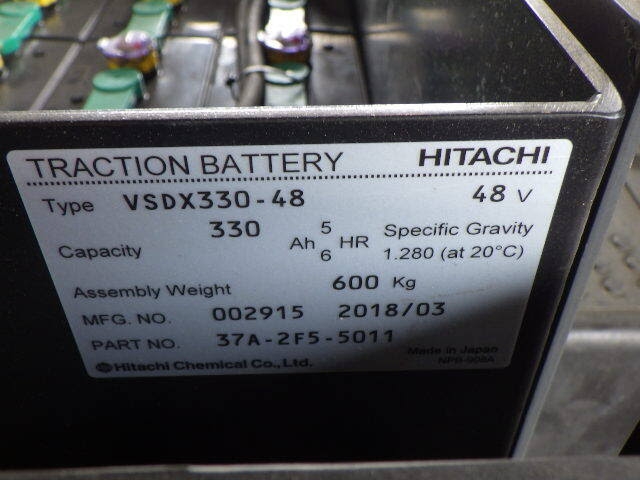 TRACTION BATTERY HITACHI
Type VSDX330-48 48 V
Capacity 330 Ah 5 6 HR Specific Gravity
1.280 (at 20°C)
Assembly Weight 600 Kg
MFG. NO. 002915 2018/03
PART NO. 37A-2F5-5011
Made in Japan
Hitachi Chemical Co., Ltd. NPB-908A